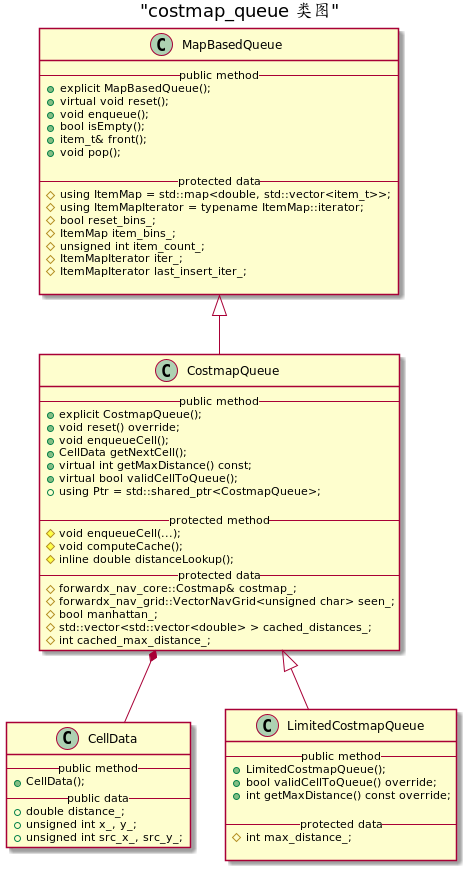 "costmap_queue 类图"
C MapBasedQueue
public method
explicit MapBasedQueue();
virtual void reset();
void enqueue();
bool isEmpty();
item_t& front();
void pop();
protected data
using ItemMap = std::map<double, std::vector<item_t>>;
using ItemMapIterator = typename ItemMap::iterator;
bool reset_bins_;
ItemMap item_bins_;
unsigned int item_count_;
ItemMapIterator iter_;
ItemMapIterator last_insert_iter_;
C CostmapQueue
public method
explicit CostmapQueue();
void reset() override;
void enqueueCell();
CellData getNextCell();
virtual int getMaxDistance() const;
virtual bool validCellToQueue();
using Ptr = std::shared_ptr<CostmapQueue>;
protected method
void enqueueCell(...);
void computeCache();
inline double distanceLookup();
protected data
forwardx_nav_core::Costmap& costmap_;
forwardx_nav_grid::VectorNavGrid<unsigned char> seen_;
bool manhattan_;
std::vector<std::vector<double> > cached_distances_;
int cached_max_distance_;
C CellData
public method
CellData();
public data
double distance_;
unsigned int x_, y_;
unsigned int src_x_, src_y_;
C LimitedCostmapQueue
public method
LimitedCostmapQueue();
bool validCellToQueue() override;
int getMaxDistance() const override;
protected data
int max_distance_;